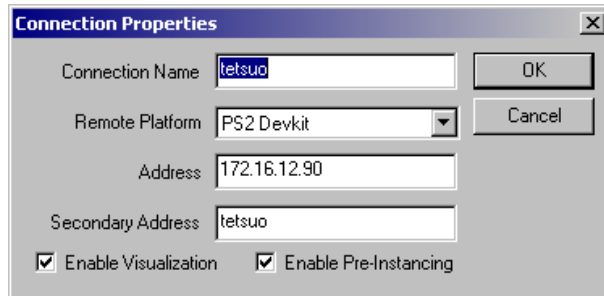 Connection Properties
Connection Name tetsuo OK
Remote Platform PS2 Devkit Cancel
Address 172.16.12.90
Secondary Address tetsuo
Enable Visualization Enable Pre-Instancing